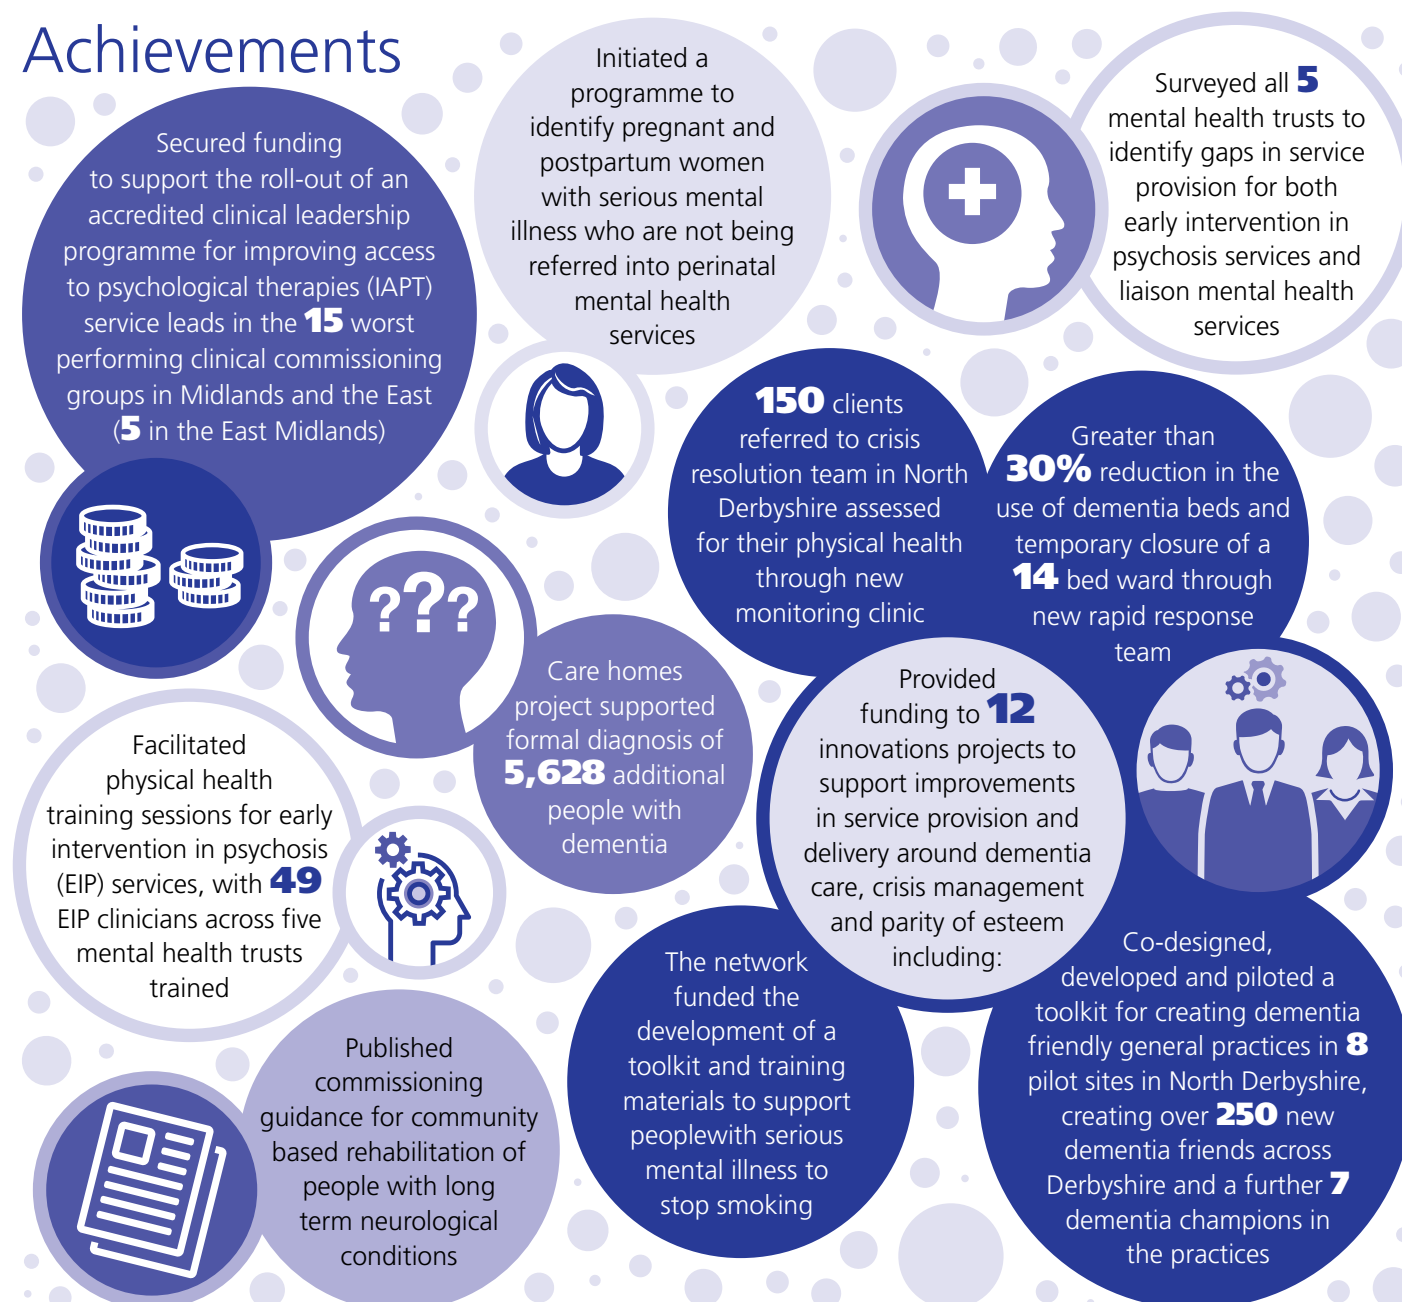 Achievements
Secured funding
to support the roll-out of an
accredited clinical leadership
programme for improving access
to psychological therapies (IAPT)
service leads in the 15 worst
performing clinical commissioning
groups in Midlands and the East
(5 in the East Midlands)
Initiated a
programme to
identify pregnant and
postpartum women
with serious mental
illness who are not being
referred into perinatal
mental health
services
Surveyed all 5
mental health trusts to
identify gaps in service
provision for both
early intervention in
psychosis services and
liaison mental health
services
150 clients
referred to crisis
resolution team in North
Derbyshire assessed
for their physical health
through new
monitoring clinic
Greater than
30% reduction in the
use of dementia beds and
temporary closure of a
14 bed ward through
new rapid response
team
???
Care homes
project supported
formal diagnosis of
5,628 additional
people with
dementia
Provided
funding to 12
innovations projects to
support improvements
in service provision and
delivery around dementia
care, crisis management
and parity of esteem
including:
Facilitated
physical health
training sessions for early
intervention in psychosis
(EIP) services, with 49
EIP clinicians across five
mental health trusts
trained
The network
funded the
development of a
toolkit and training
materials to support
peoplewith serious
mental illness to
stop smoking
Co-designed,
developed and piloted a
toolkit for creating dementia
friendly general practices in 8
pilot sites in North Derbyshire,
creating over 250 new
dementia friends across
Derbyshire and a further 7
dementia champions in
the practices
Published
commissioning
guidance for community
based rehabilitation of
people with long
term neurological
conditions